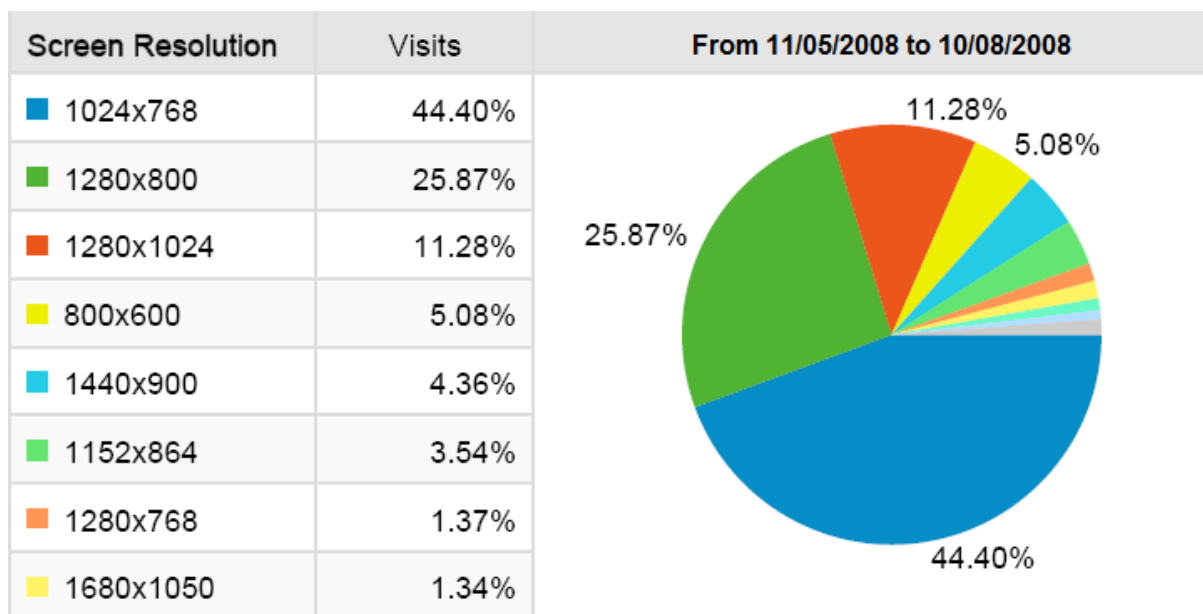 Screen Resolution Visits From 11/05/2008 to 10/08/2008
1024x768 44.40%
1280x800 25.87%
1280x1024 11.28%
800x600 5.08%
1440x900 4.36%
1152x864 3.54%
1280x768 1.37%
1680x1050 1.34%
11.28%
5.08%
25.87%
44.40%